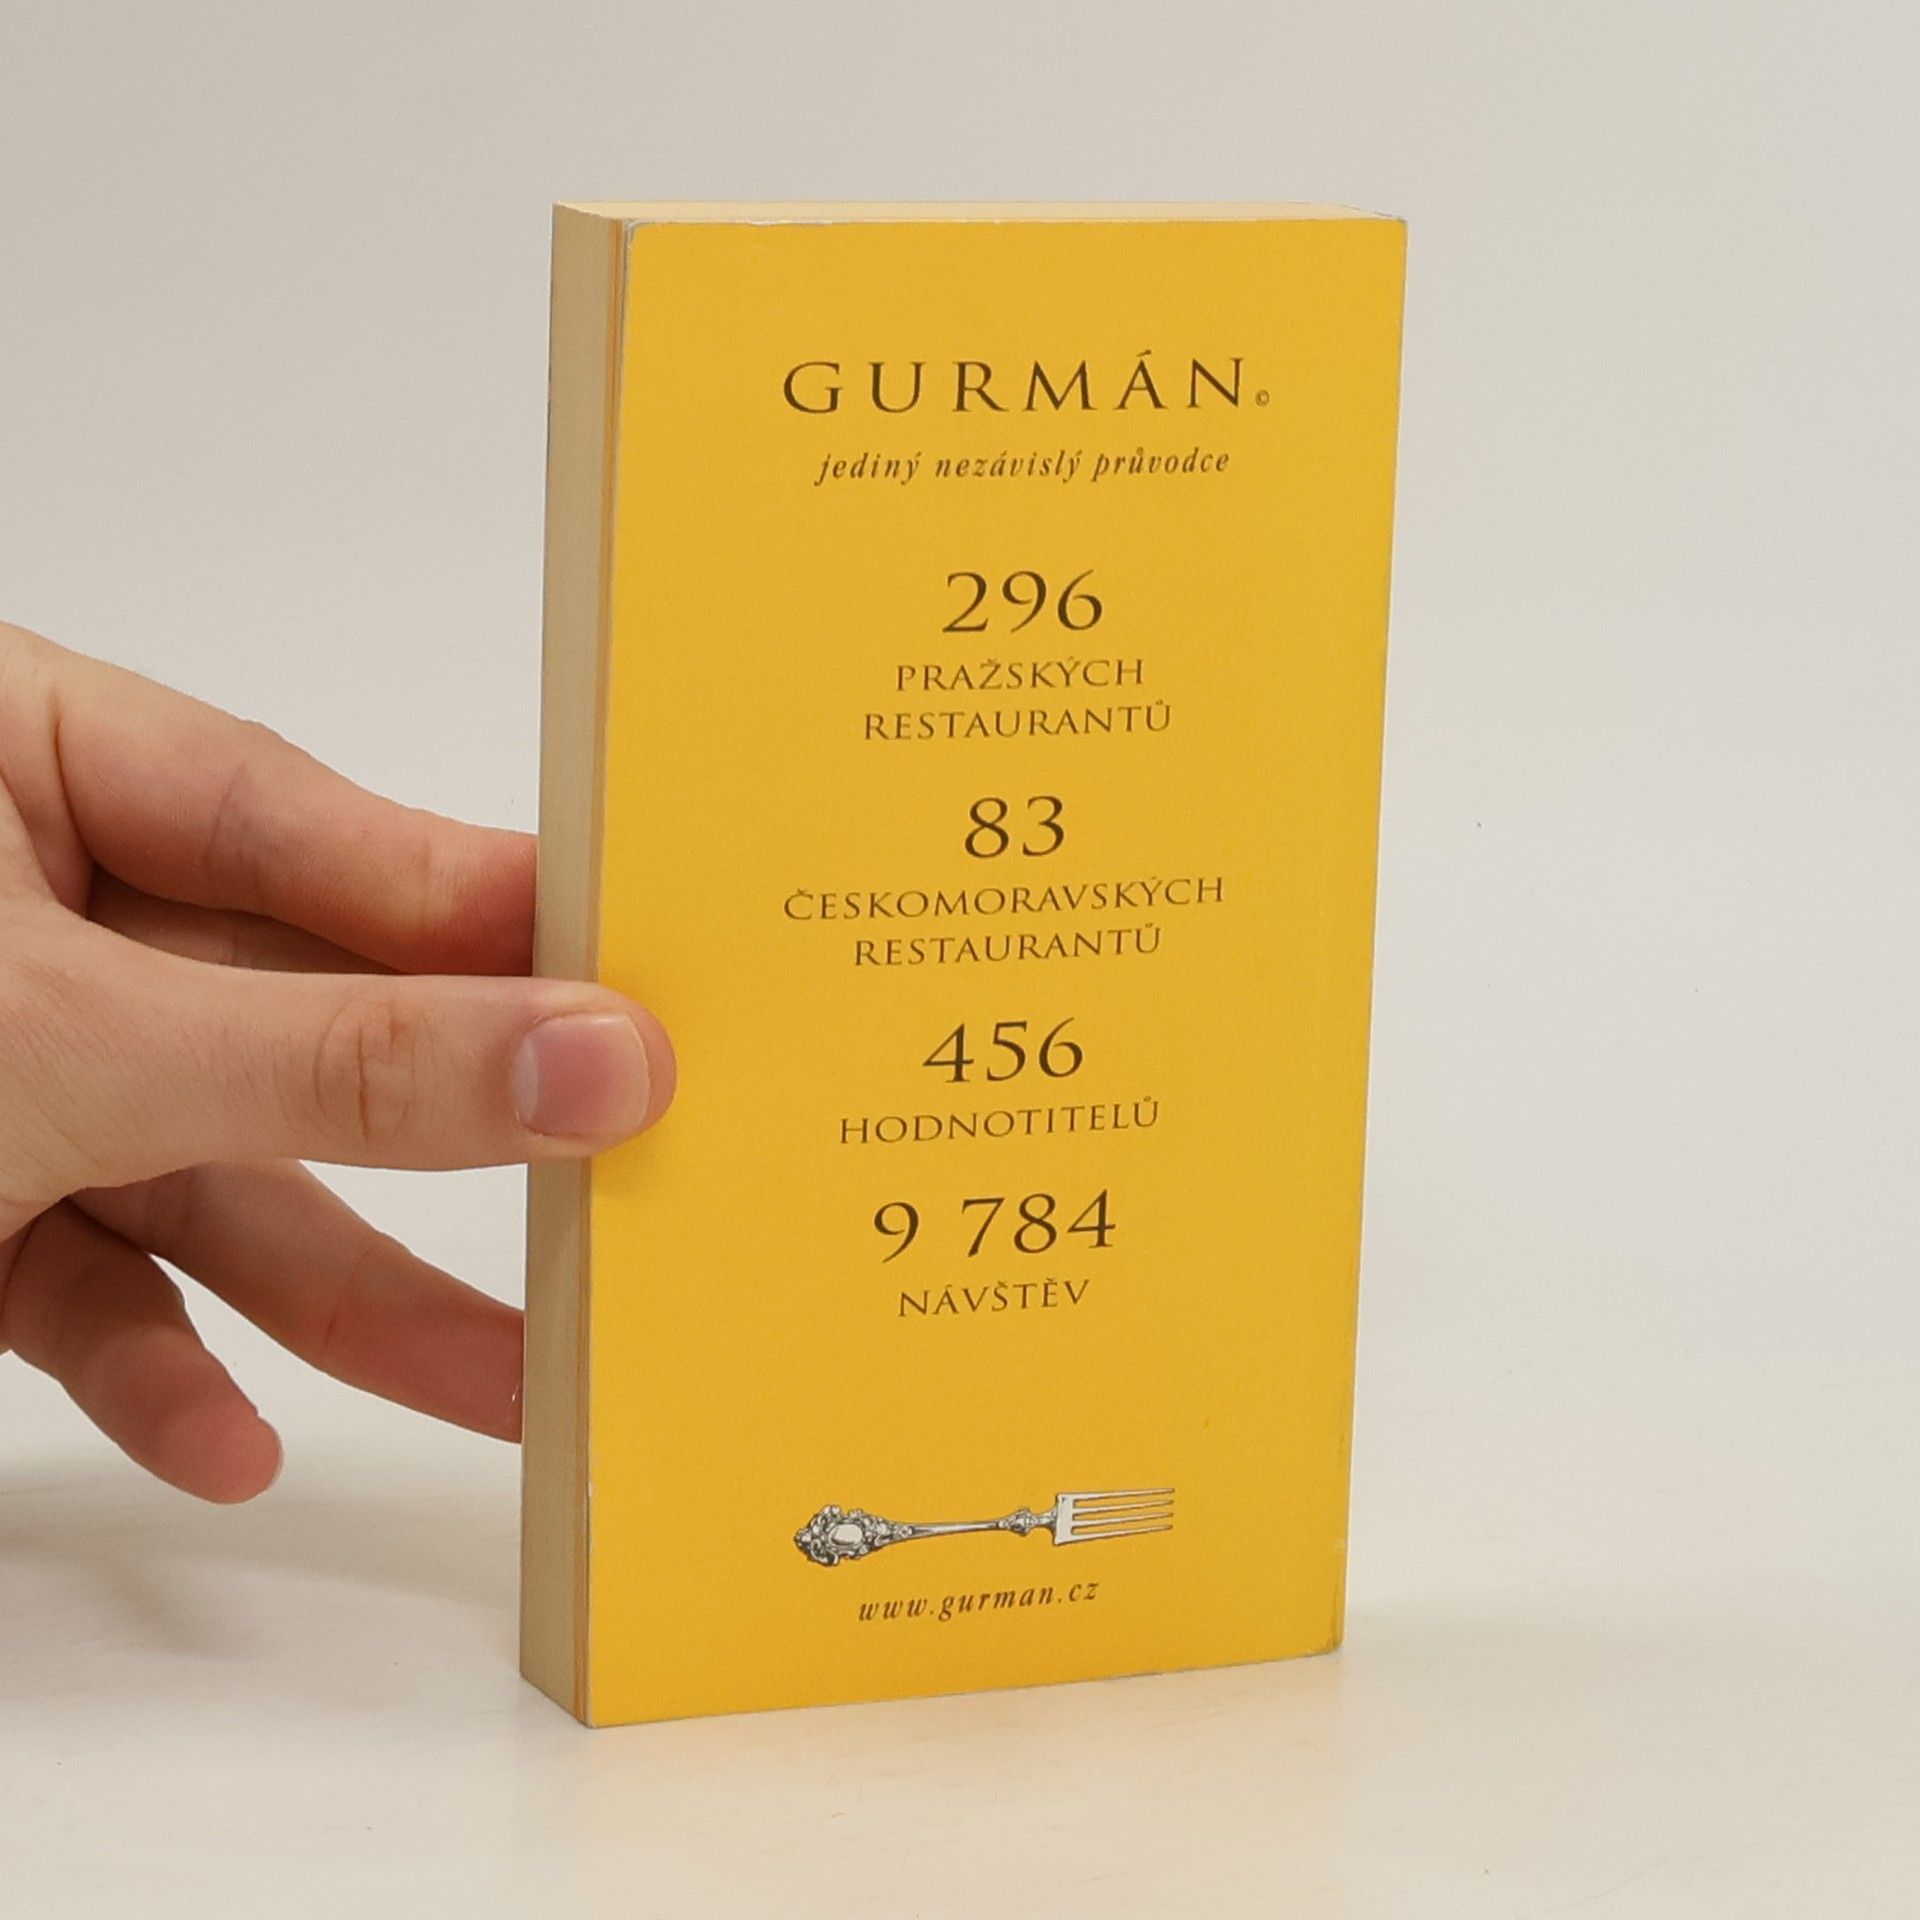 GURMÁN©
jediný nezávislý průvodce
296
PRAŽSKÝCH
RESTAURANTŮ
83
ČESKOMORAVSKÝCH
RESTAURANTŮ
456
HODNOTITELŮ
9 784
NÁVŠTĚV
www.gurman.cz